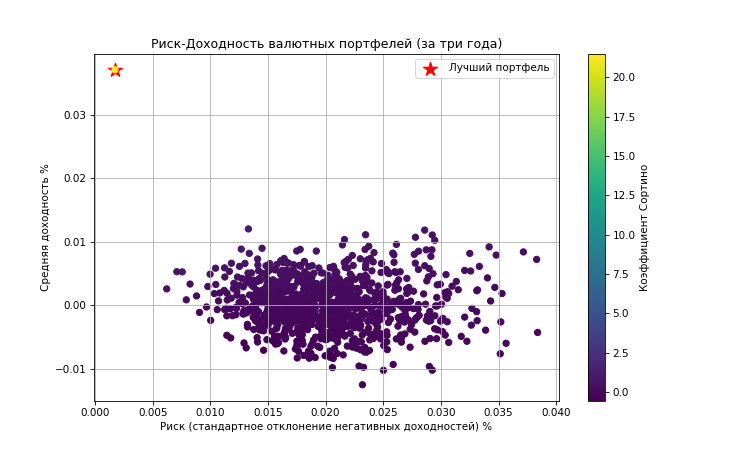 Риск-Доходность валютных портфелей (за три года)
Лучший портфель
Средняя доходность %
0.03
0.02
0.01
0.00
−0.01
0.000 0.005 0.010 0.015 0.020 0.025 0.030 0.035 0.040
Риск (стандартное отклонение негативных доходностей) %
20.0
17.5
15.0
12.5
10.0
7.5
5.0
2.5
0.0
Коэффициент Сортино